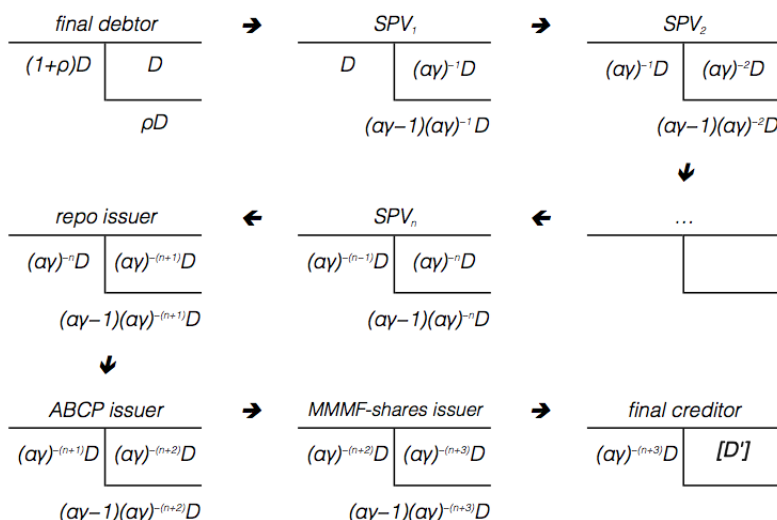 final debtor → SPV₁ → SPV₂
(1+ρ)D D D (αγ)⁻¹D (αγ)⁻¹D (αγ)⁻²D
ρD (αγ–1)(αγ)⁻¹D (αγ–1)(αγ)⁻²D
↓
repo issuer ← SPVₙ ← ...
(αγ)⁻ⁿD (αγ)⁻⁽ⁿ⁺¹⁾D (αγ)⁻⁽ⁿ⁻¹⁾D (αγ)⁻ⁿD
(αγ–1)(αγ)⁻⁽ⁿ⁺¹⁾D (αγ–1)(αγ)⁻ⁿD
↓
ABCP issuer → MMMF-shares issuer → final creditor
(αγ)⁻⁽ⁿ⁺¹⁾D (αγ)⁻⁽ⁿ⁺²⁾D (αγ)⁻⁽ⁿ⁺²⁾D (αγ)⁻⁽ⁿ⁺³⁾D (αγ)⁻⁽ⁿ⁺³⁾D [D']
(αγ–1)(αγ)⁻⁽ⁿ⁺²⁾D (αγ–1)(αγ)⁻⁽ⁿ⁺³⁾D